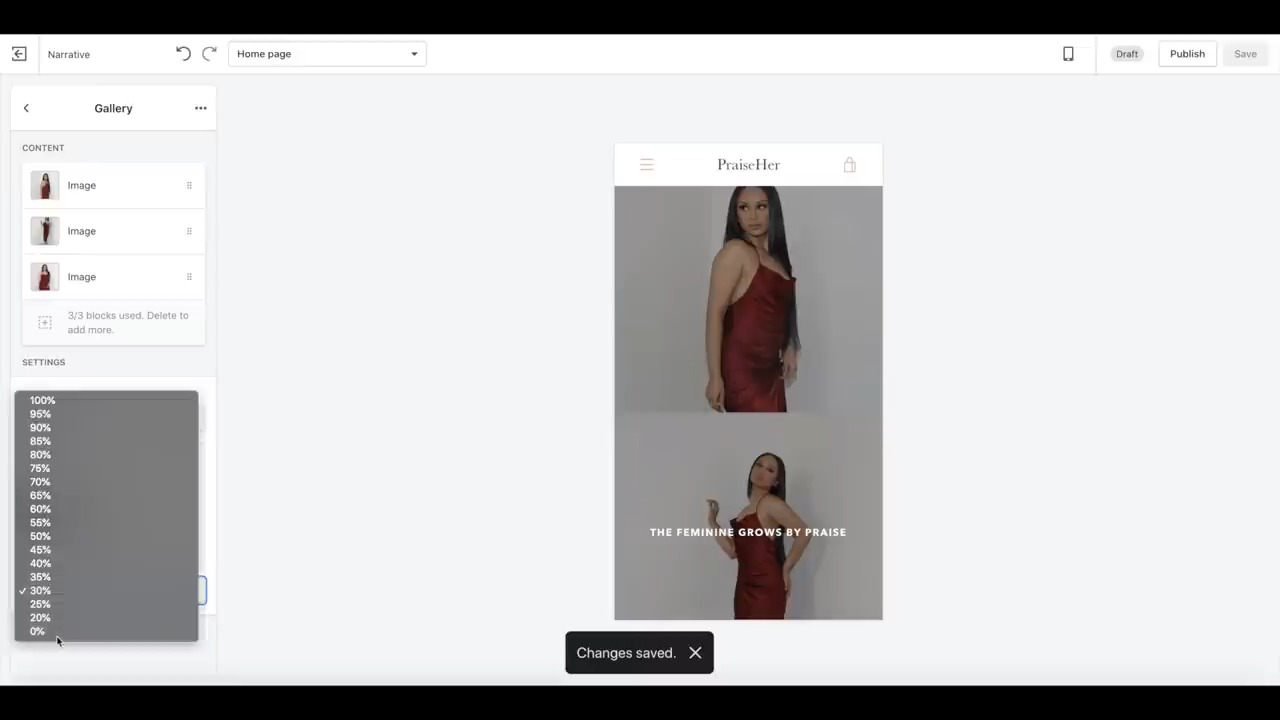 Narrative
Home page
Draft
Publish
Save
Gallery
CONTENT
Image
Image
Image
3/3 blocks used. Delete to
add more.
SETTINGS
100%
95%
90%
85%
80%
75%
70%
65%
60%
55%
50%
45%
40%
35%
✓ 30%
25%
20%
0%
PraiseHer
THE FEMININE GROWS BY PRAISE
Changes saved.